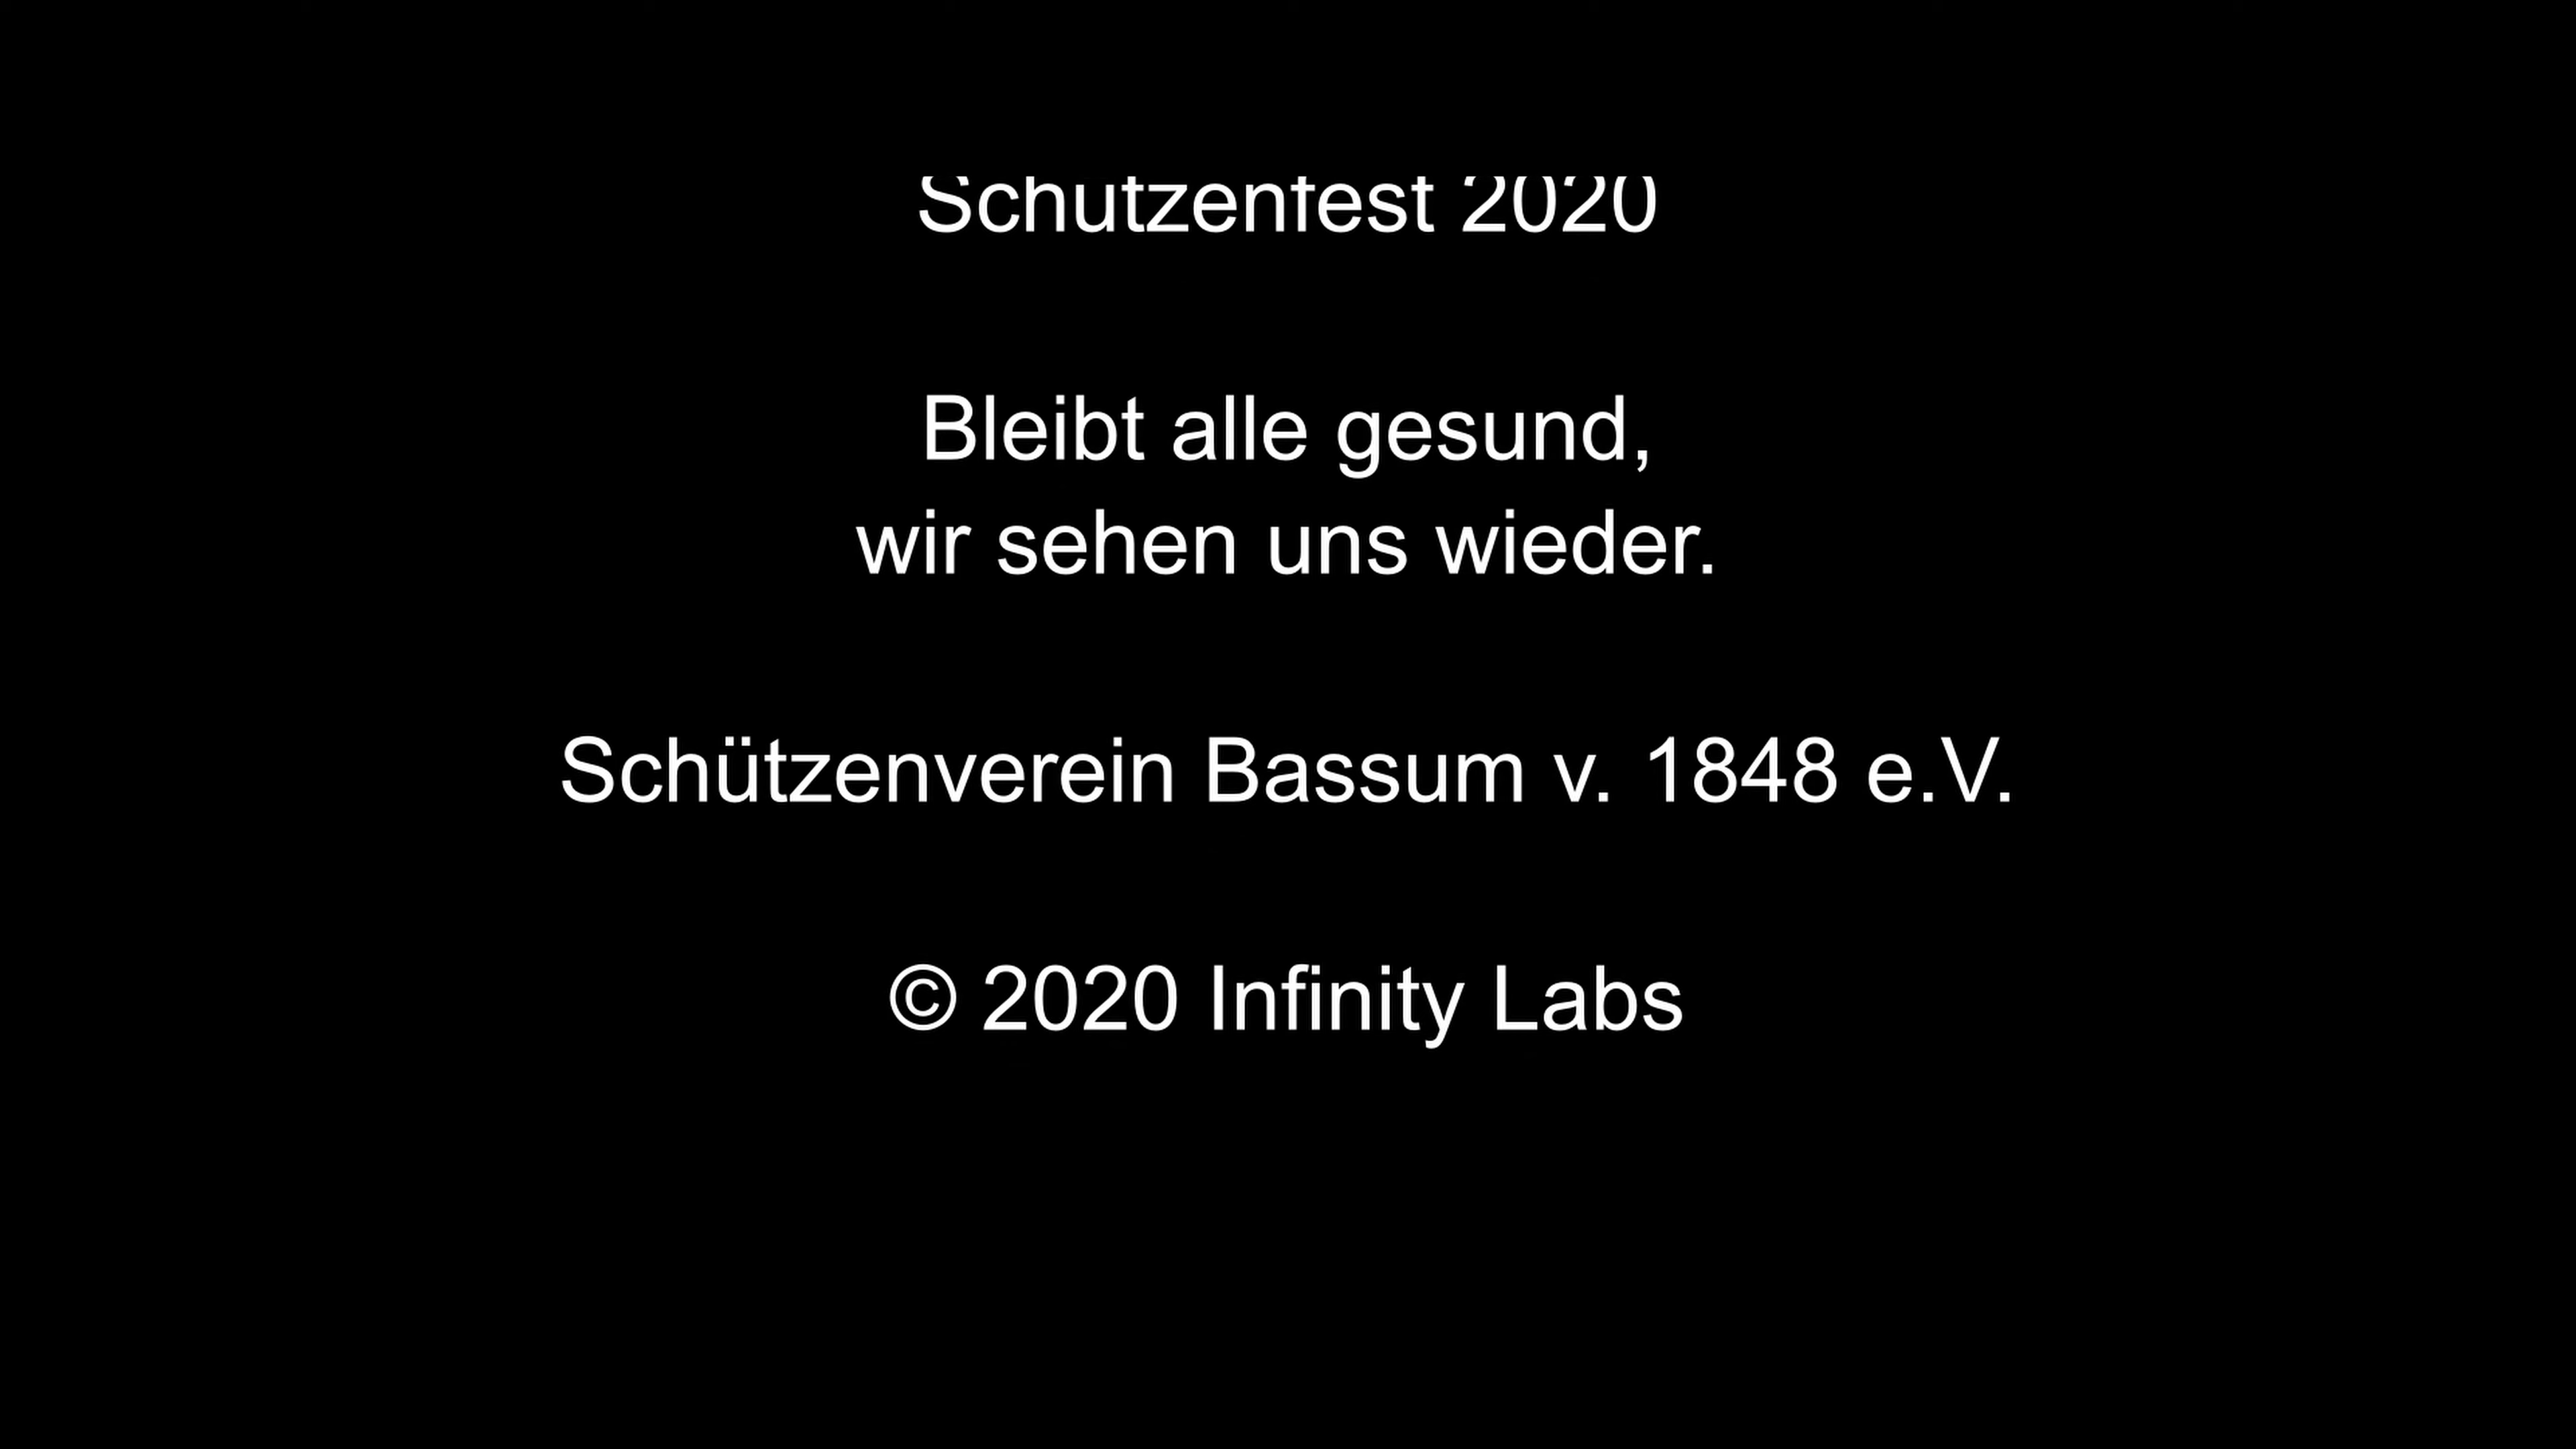 Schützenfest 2020
Bleibt alle gesund,
wir sehen uns wieder.
Schützenverein Bassum v. 1848 e.V.
© 2020 Infinity Labs